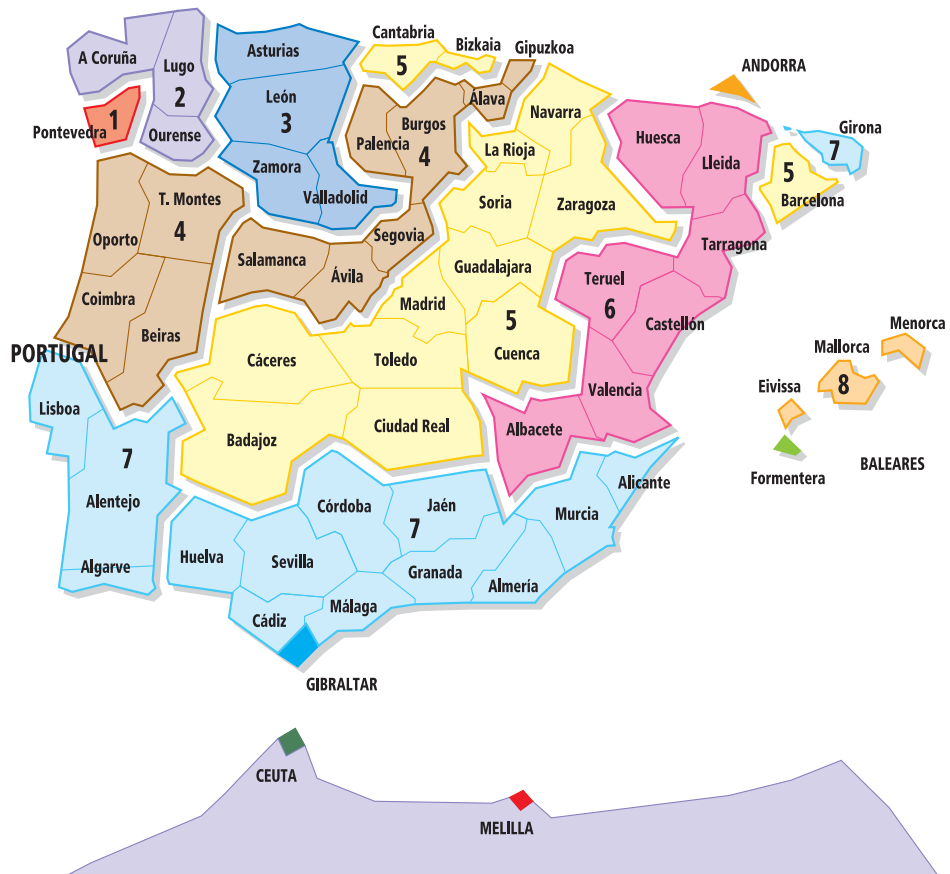 Cantabria
Bizkaia
Gipuzkoa
5
Asturias
A Coruña
Lugo
ANDORRA
León
2
3
Álava
Navarra
Pontevedra
1
Ourense
Palencia
Burgos
4
La Rioja
Huesca
Lleida
Girona
7
5
Barcelona
Zamora
Valladolid
T. Montes
4
Oporto
Soria
Zaragoza
Segovia
Tarragona
Salamanca
Ávila
Guadalajara
Teruel
6
Coimbra
Madrid
Castellón
Menorca
Beiras
5
Cuenca
PORTUGAL
Cáceres
Toledo
Mallorca
8
Eivissa
Valencia
Lisboa
Badajoz
Ciudad Real
Albacete
7
BALEARES
Formentera
Alentejo
Córdoba
Jaén
7
Alicante
Murcia
Huelva
Sevilla
Algarve
Granada
Almería
Cádiz
Málaga
GIBRALTAR
CEUTA
MELILLA